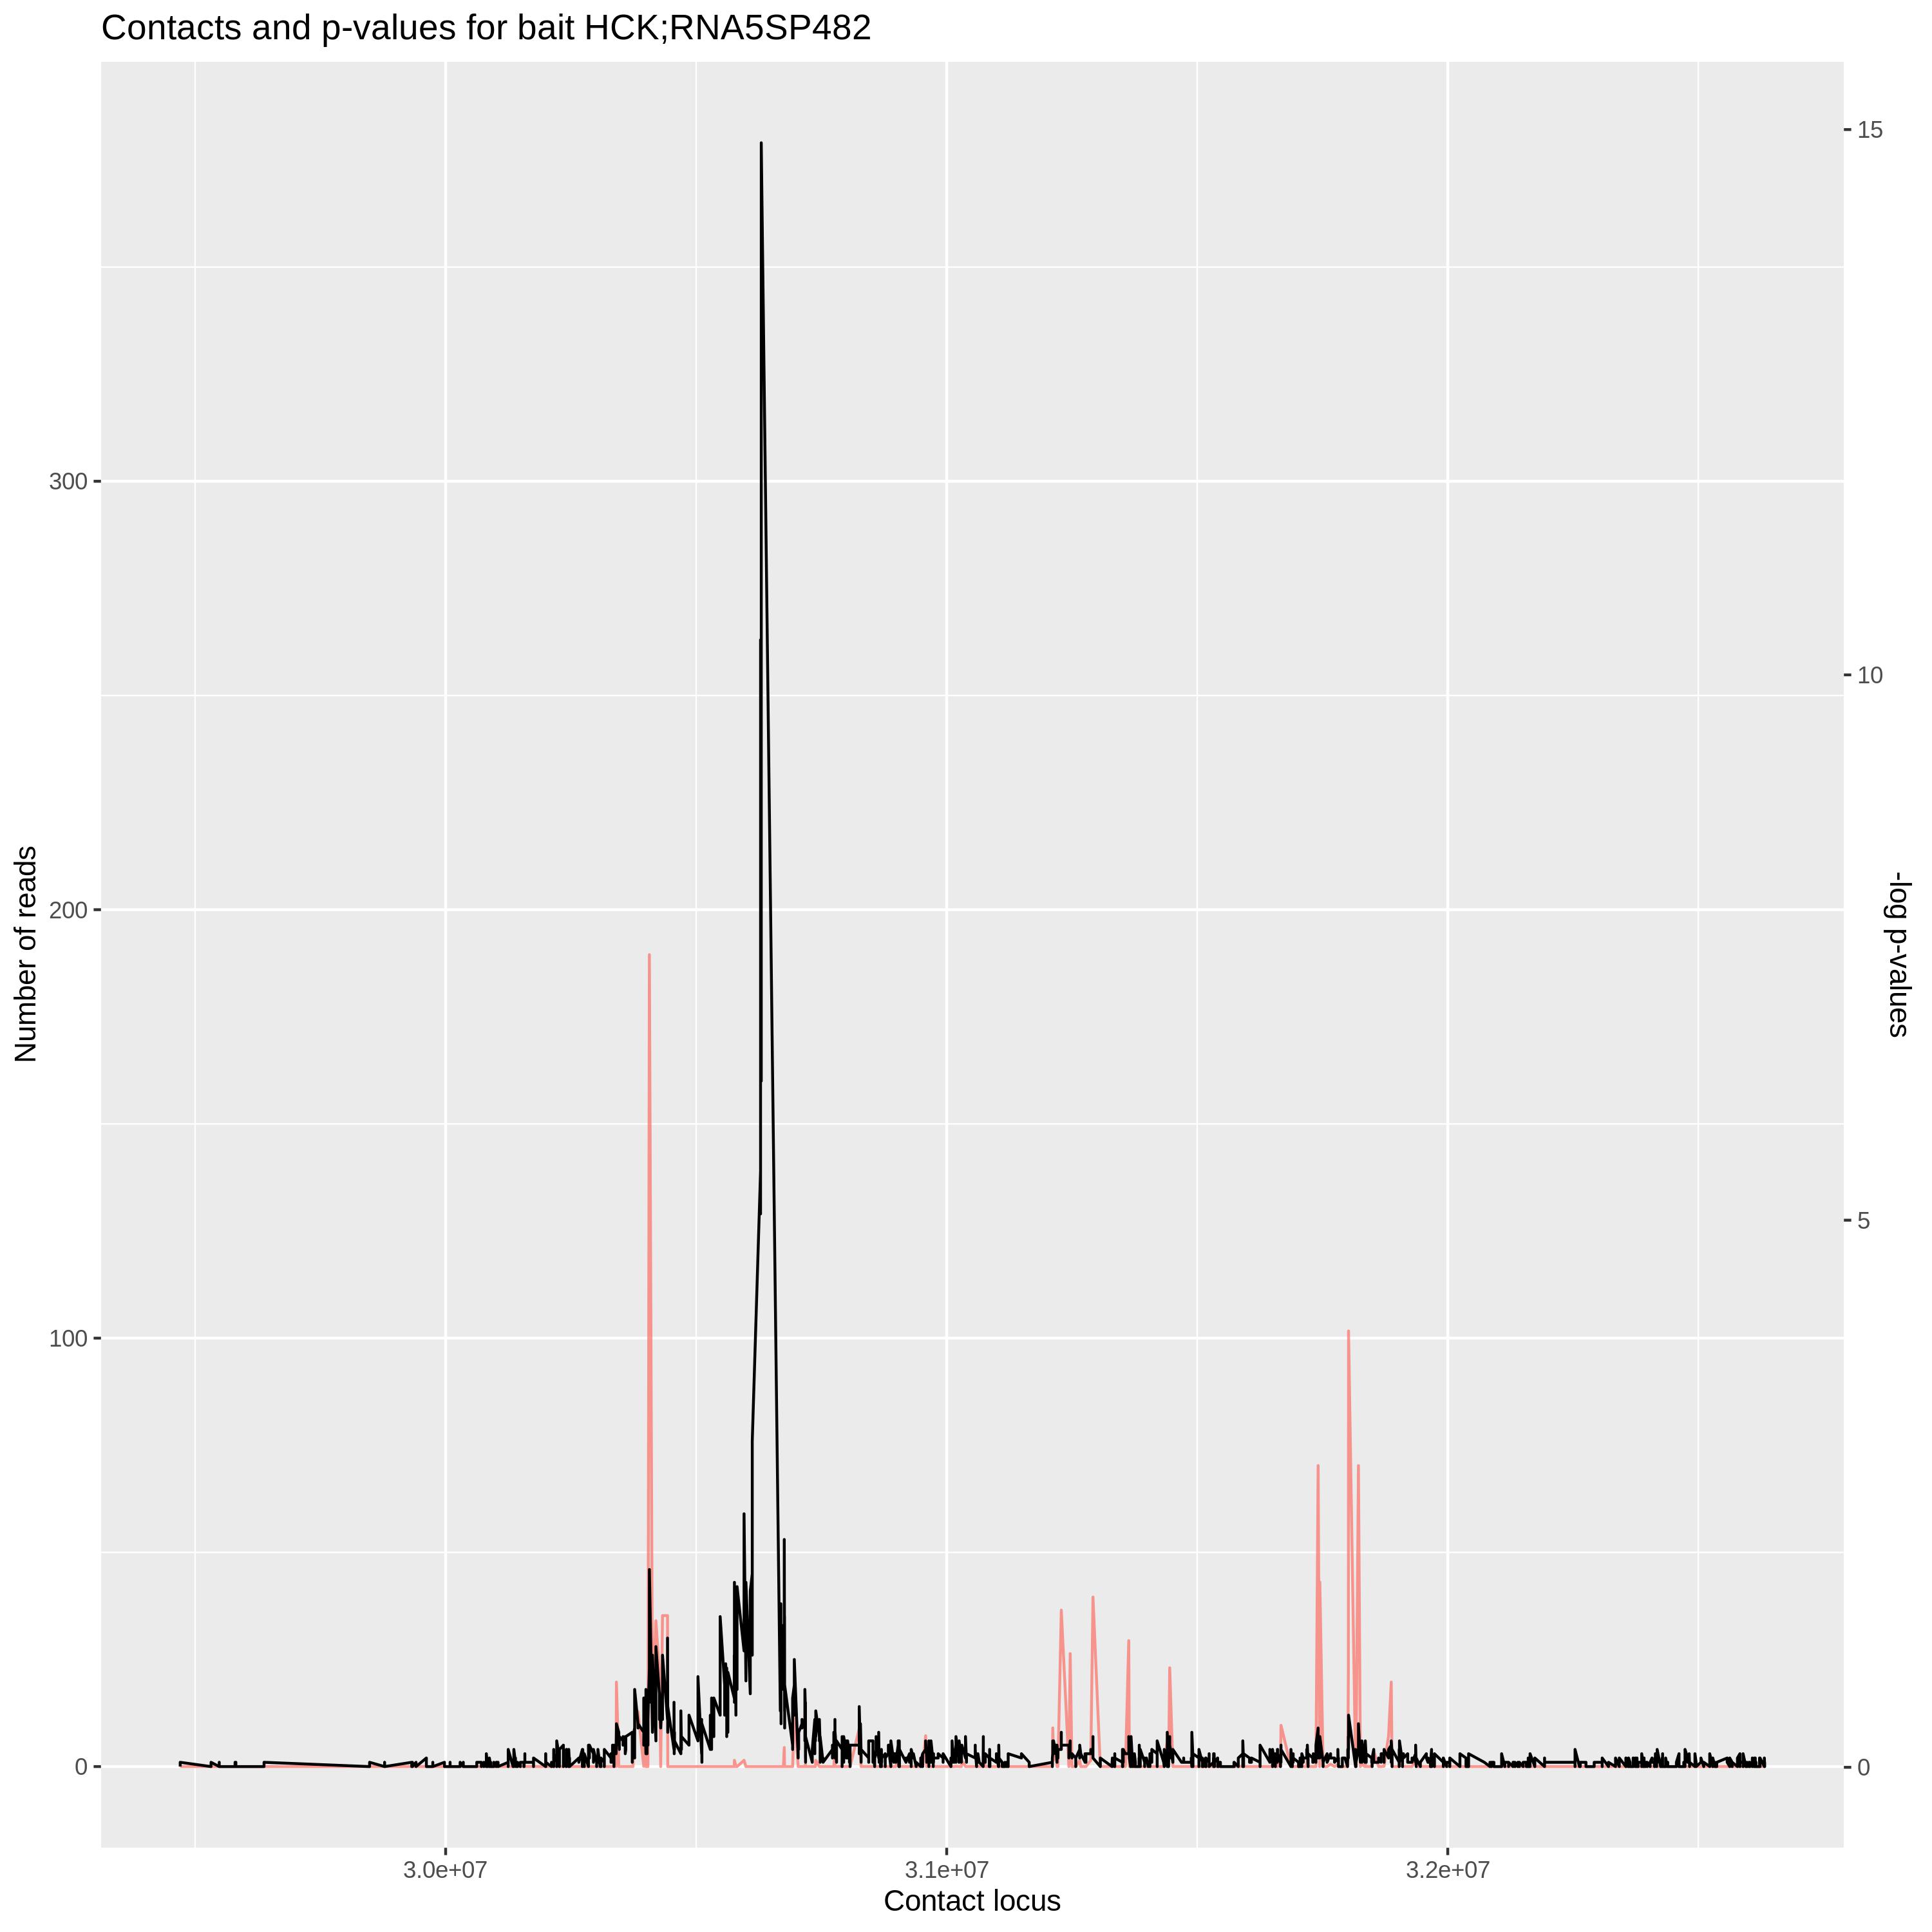 Contacts and p-values for bait HCK;RNA5SP482
300
200
100
0
Number of reads
15
10
5
0
-log p-values
3.0e+07
3.1e+07
3.2e+07
Contact locus